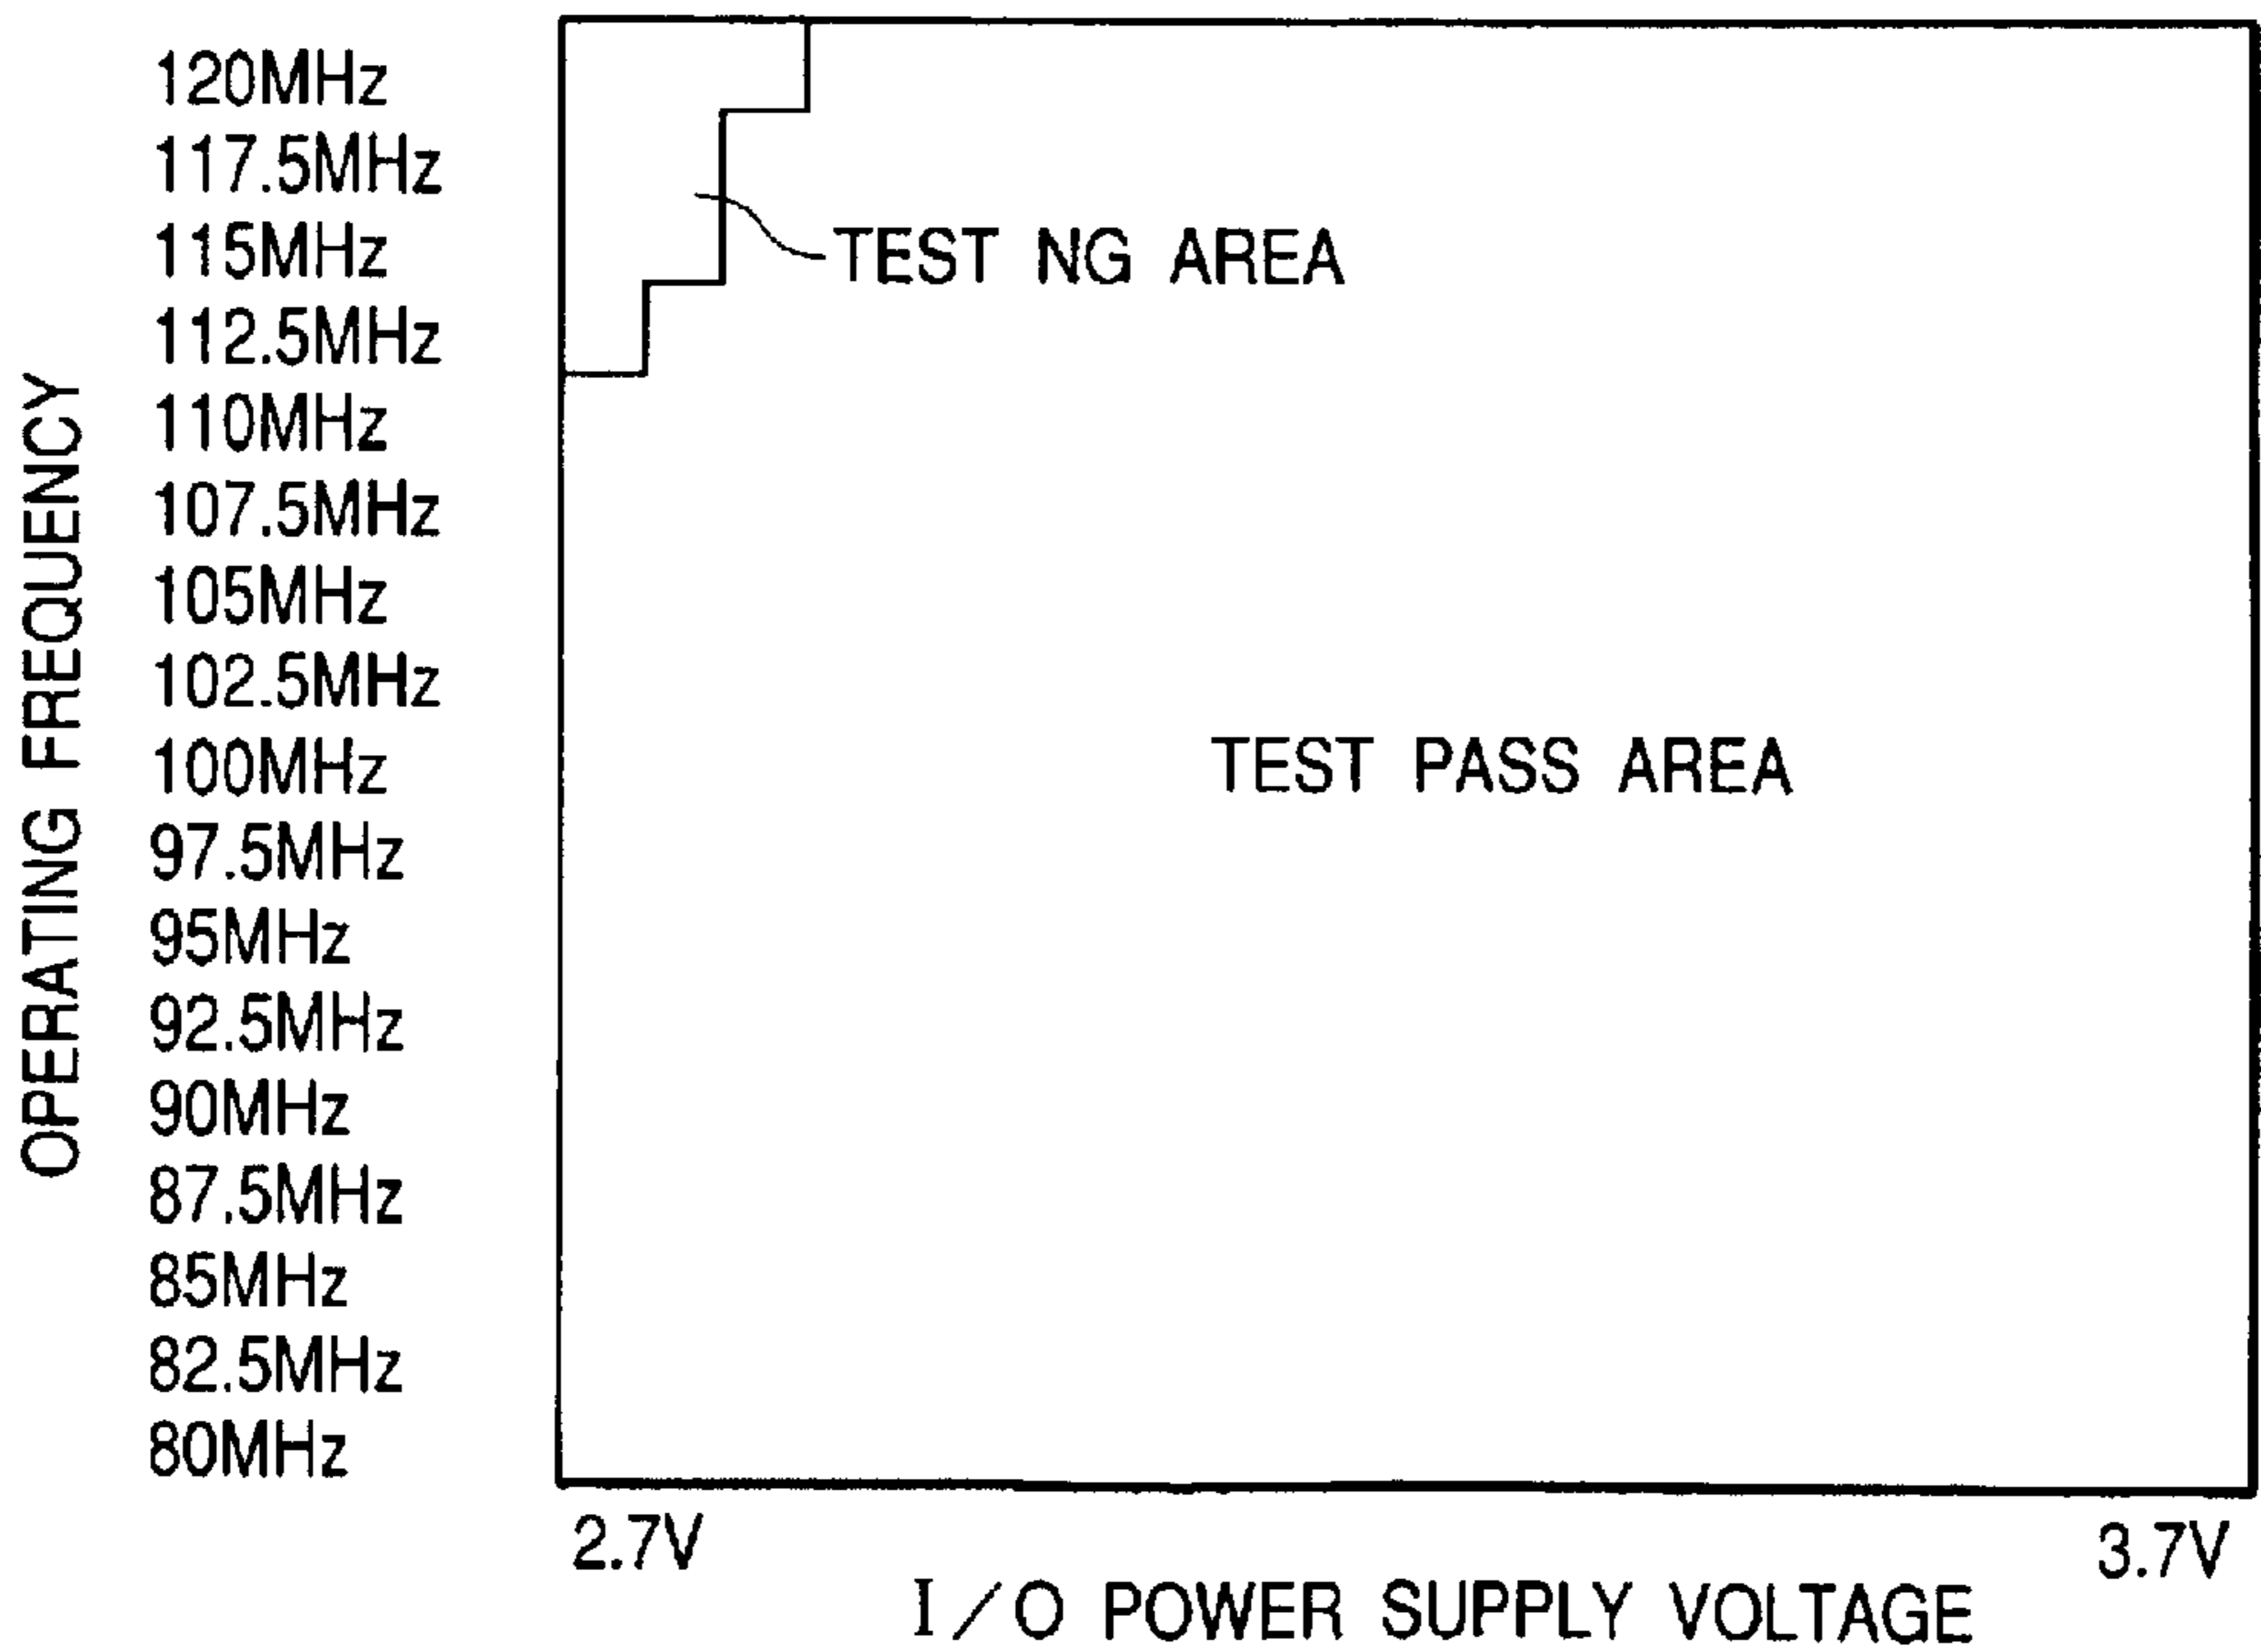 120MHz
117.5MHz
115MHz
112.5MHz
110MHz
107.5MHz
105MHz
102.5MHz
100MHz
97.5MHz
95MHz
92.5MHz
90MHz
87.5MHz
85MHz
82.5MHz
80MHz
OPERATING FREQUENCY
TEST NG AREA
TEST PASS AREA
2.7V
3.7V
I/O POWER SUPPLY VOLTAGE